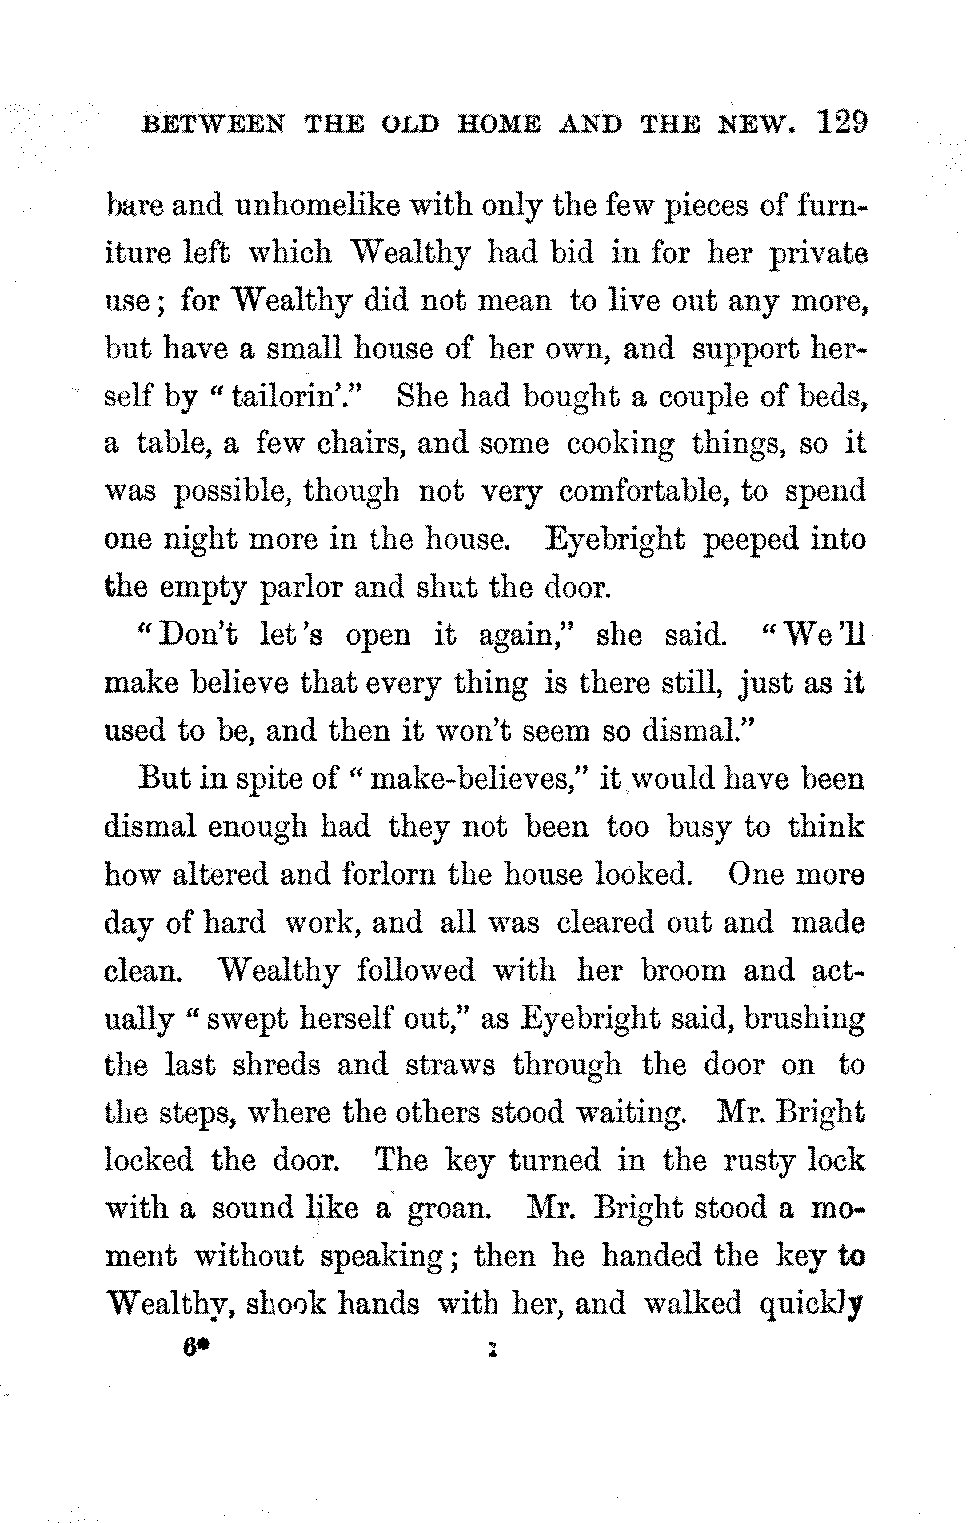 BETWEEN THE OLD HOME AND THE NEW. 129
bare and unhomelike with only the few pieces of furn-
iture left which Wealthy had bid in for her private
use; for Wealthy did not mean to live out any more,
but have a small house of her own, and support her-
self by "tailorin'." She had bought a couple of beds,
a table, a few chairs, and some cooking things, so it
was possible, though not very comfortable, to spend
one night more in the house. Eyebright peeped into
the empty parlor and shut the door.
"Don't let's open it again," she said. "We'll
make believe that every thing is there still, just as it
used to be, and then it won't seem so dismal."
But in spite of "make-believes," it would have been
dismal enough had they not been too busy to think
how altered and forlorn the house looked. One more
day of hard work, and all was cleared out and made
clean. Wealthy followed with her broom and act-
ually "swept herself out," as Eyebright said, brushing
the last shreds and straws through the door on to
the steps, where the others stood waiting. Mr. Bright
locked the door. The key turned in the rusty lock
with a sound like a groan. Mr. Bright stood a mo-
ment without speaking; then he handed the key to
Wealthy, shook hands with her, and walked quickly
6*